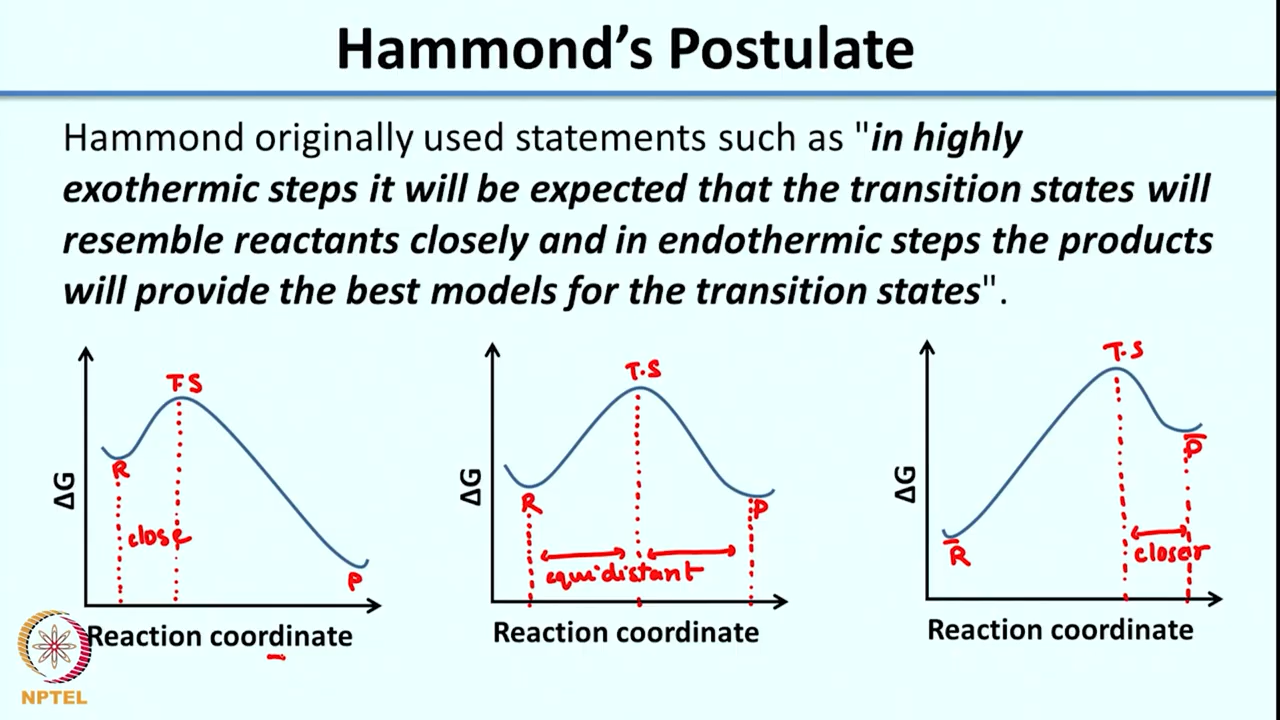 Hammond's Postulate
Hammond originally used statements such as "in highly
exothermic steps it will be expected that the transition states will
resemble reactants closely and in endothermic steps the products
will provide the best models for the transition states".
T.S
R
close
P
ΔG
Reaction coordinate
T.S
R
P
equidistant
ΔG
Reaction coordinate
T.S
P
R
closer
ΔG
Reaction coordinate
NPTEL